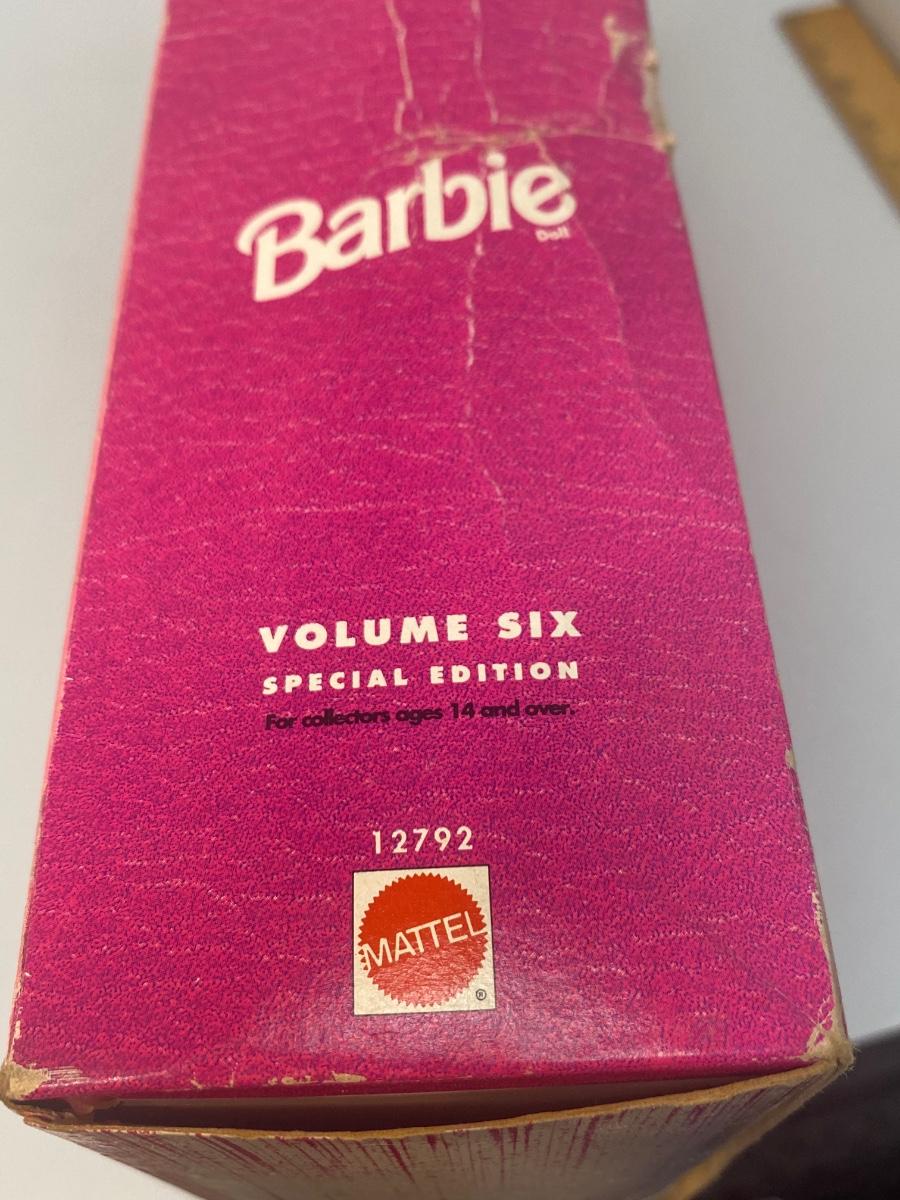 Barbie
Doll
VOLUME SIX
SPECIAL EDITION
For collectors ages 14 and over.
12792
MATTEL
®